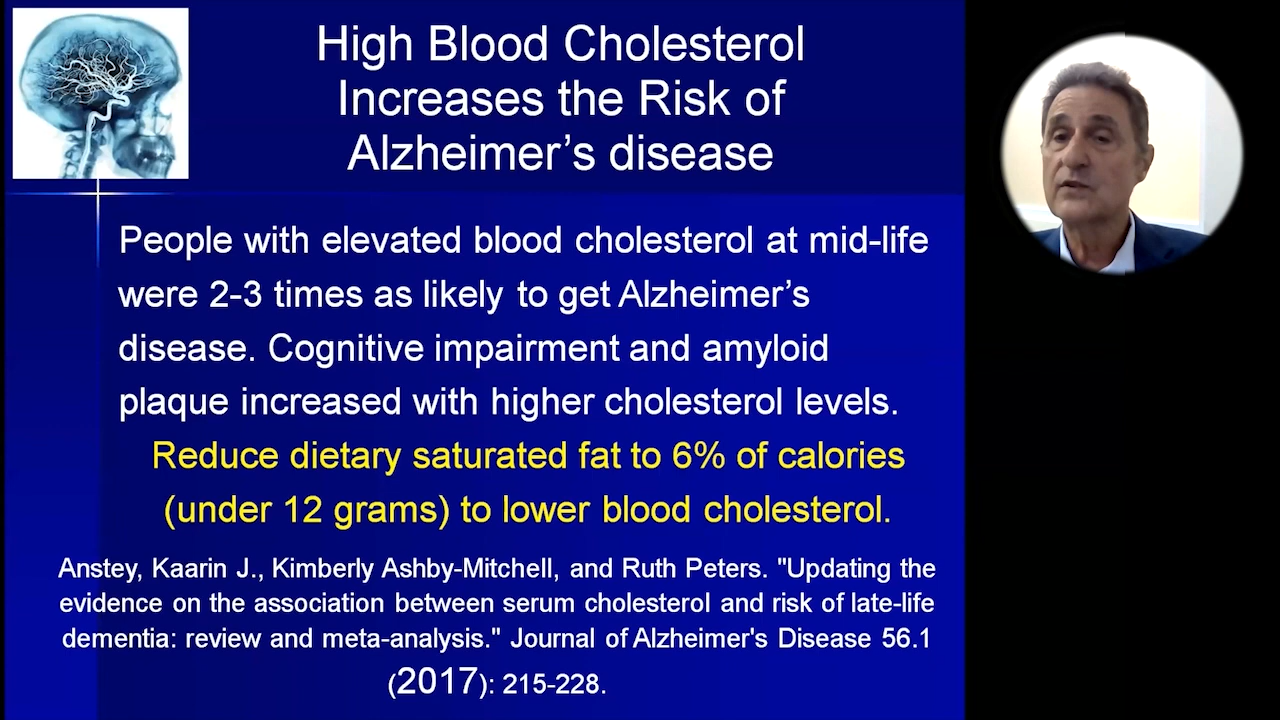 High Blood Cholesterol
Increases the Risk of
Alzheimer’s disease
People with elevated blood cholesterol at mid-life
were 2-3 times as likely to get Alzheimer’s
disease. Cognitive impairment and amyloid
plaque increased with higher cholesterol levels.
Reduce dietary saturated fat to 6% of calories
(under 12 grams) to lower blood cholesterol.
Anstey, Kaarin J., Kimberly Ashby-Mitchell, and Ruth Peters. "Updating the
evidence on the association between serum cholesterol and risk of late-life
dementia: review and meta-analysis." Journal of Alzheimer's Disease 56.1
(2017): 215-228.